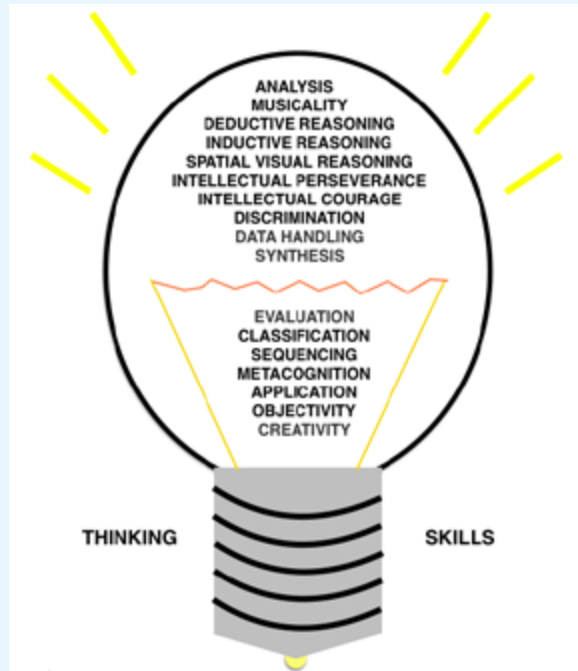 ANALYSIS
MUSICALITY
DEDUCTIVE REASONING
INDUCTIVE REASONING
SPATIAL VISUAL REASONING
INTELLECTUAL PERSEVERANCE
INTELLECTUAL COURAGE
DISCRIMINATION
DATA HANDLING
SYNTHESIS
EVALUATION
CLASSIFICATION
SEQUENCING
METACOGNITION
APPLICATION
OBJECTIVITY
CREATIVITY
THINKING SKILLS